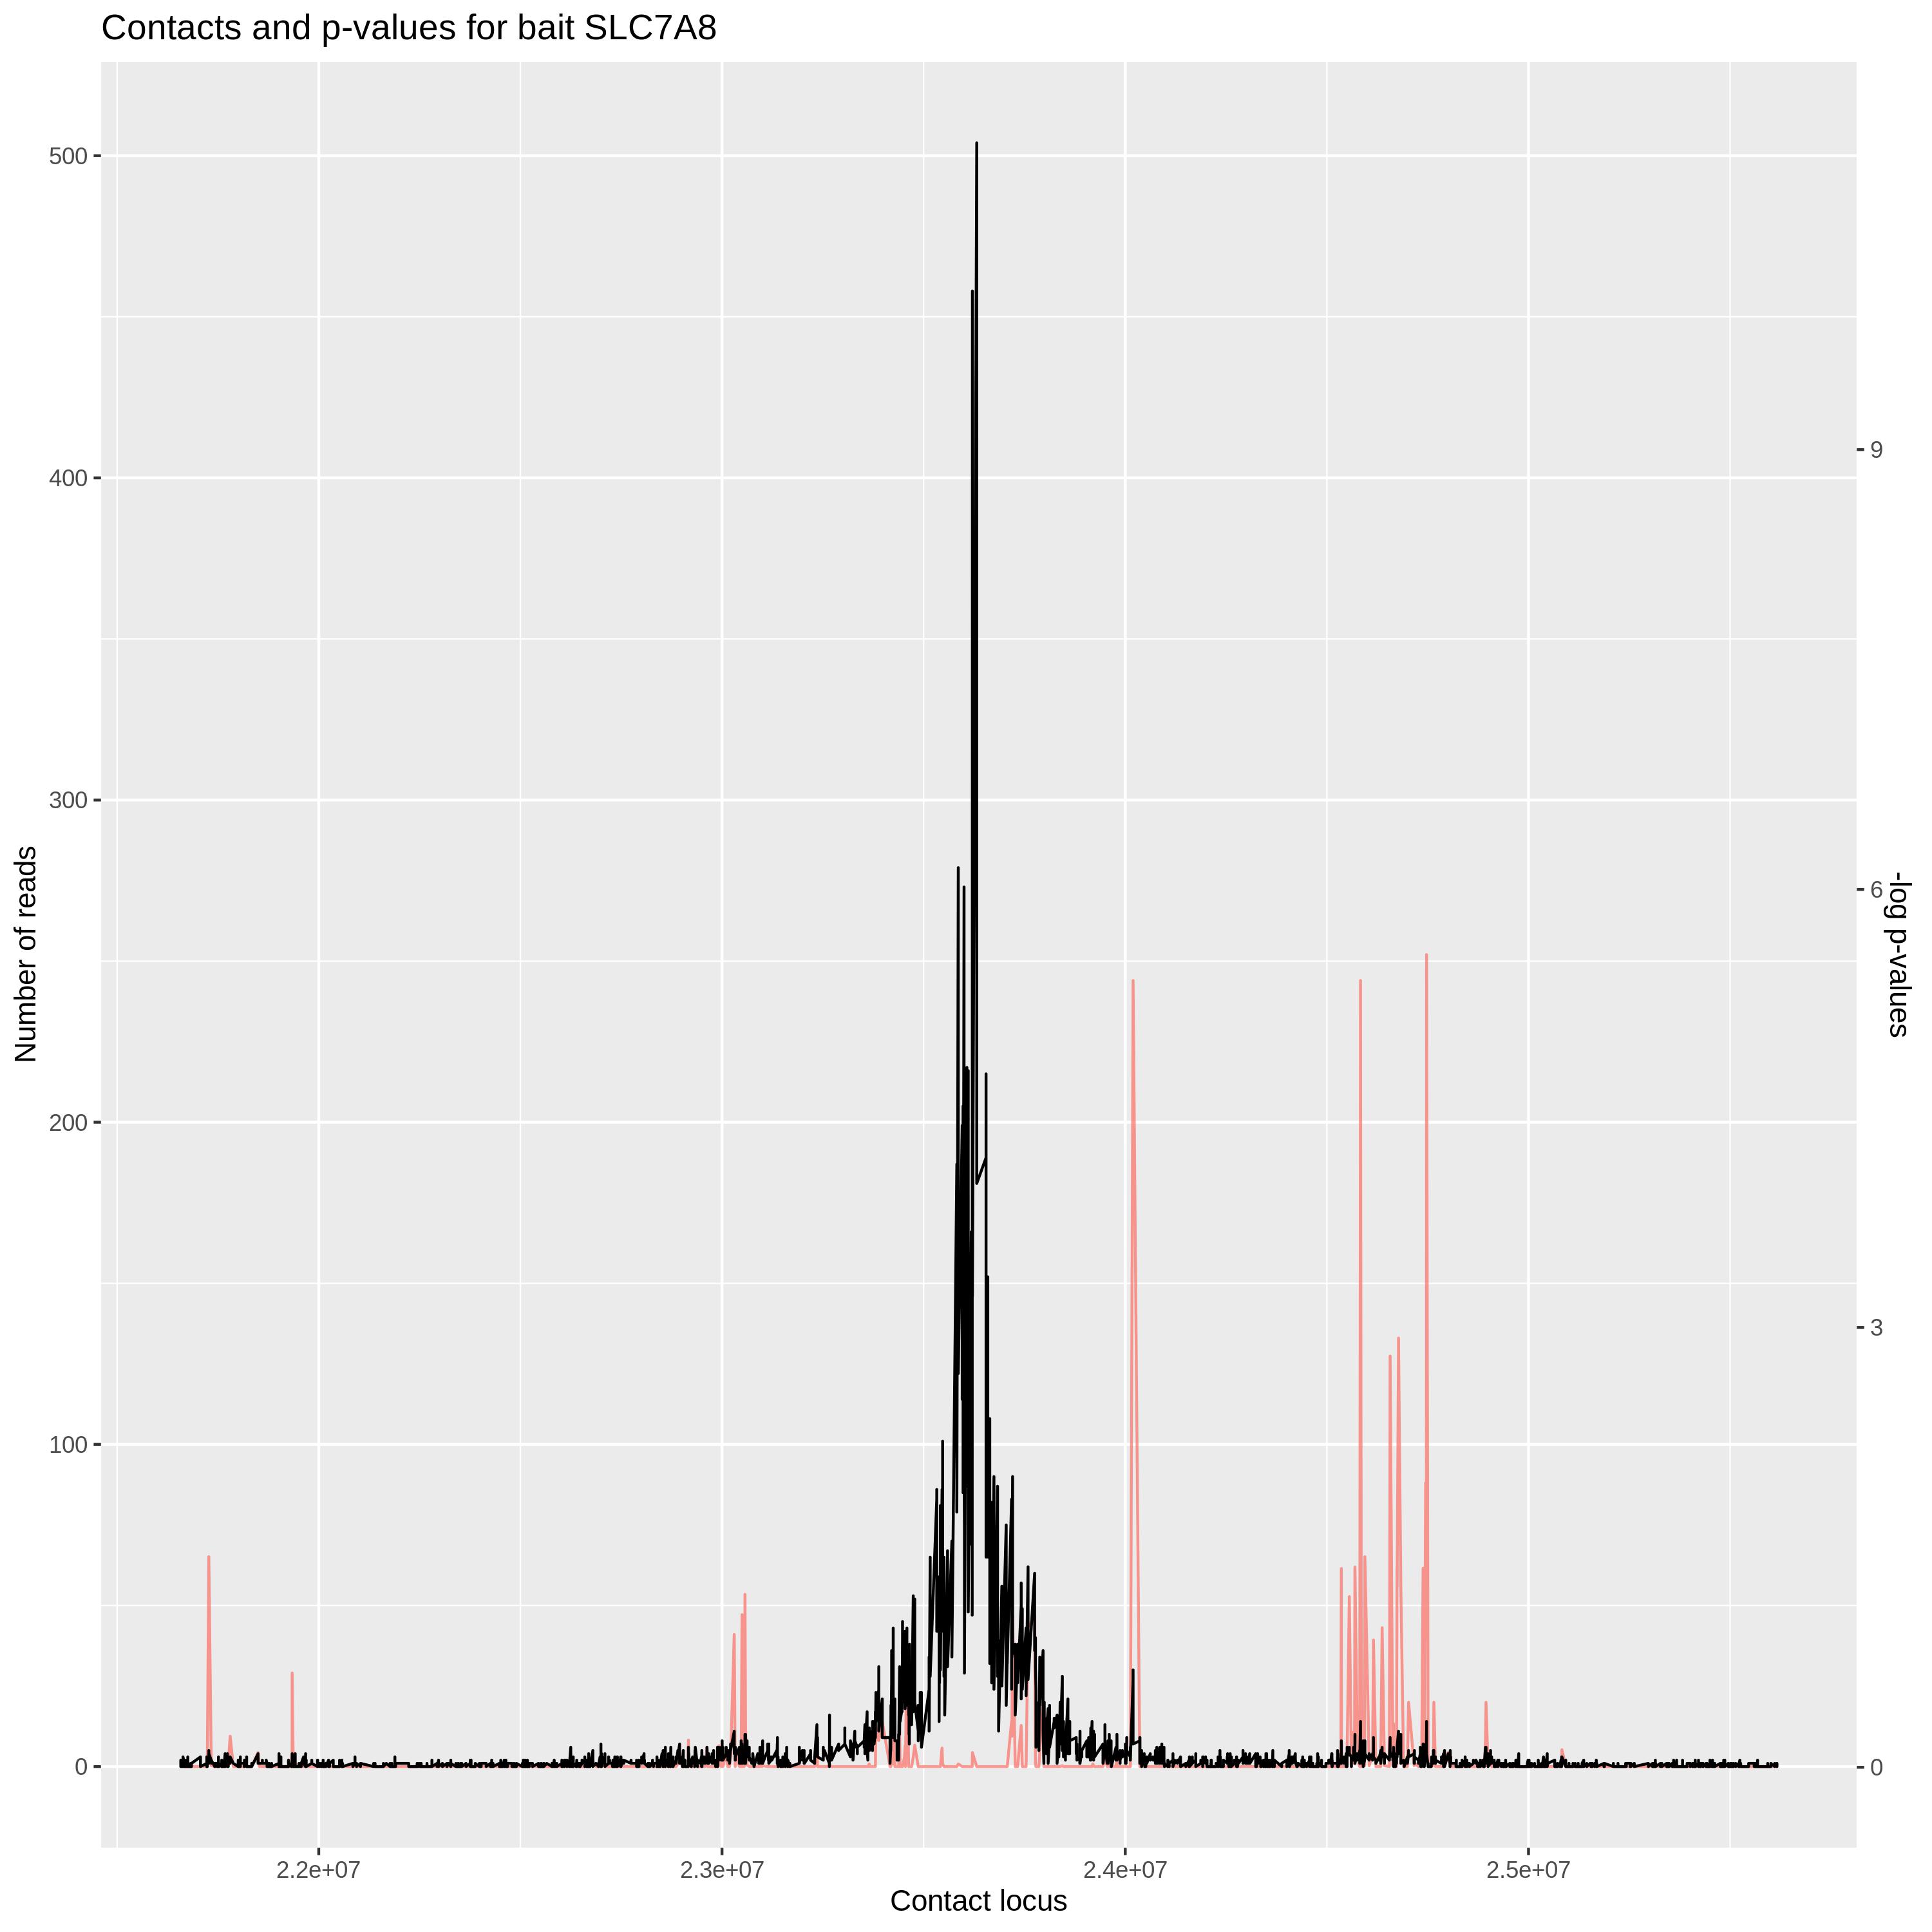 Contacts and p-values for bait SLC7A8
500
400
300
200
100
0
Number of reads
9
6
3
0
-log p-values
2.2e+07
2.3e+07
2.4e+07
2.5e+07
Contact locus